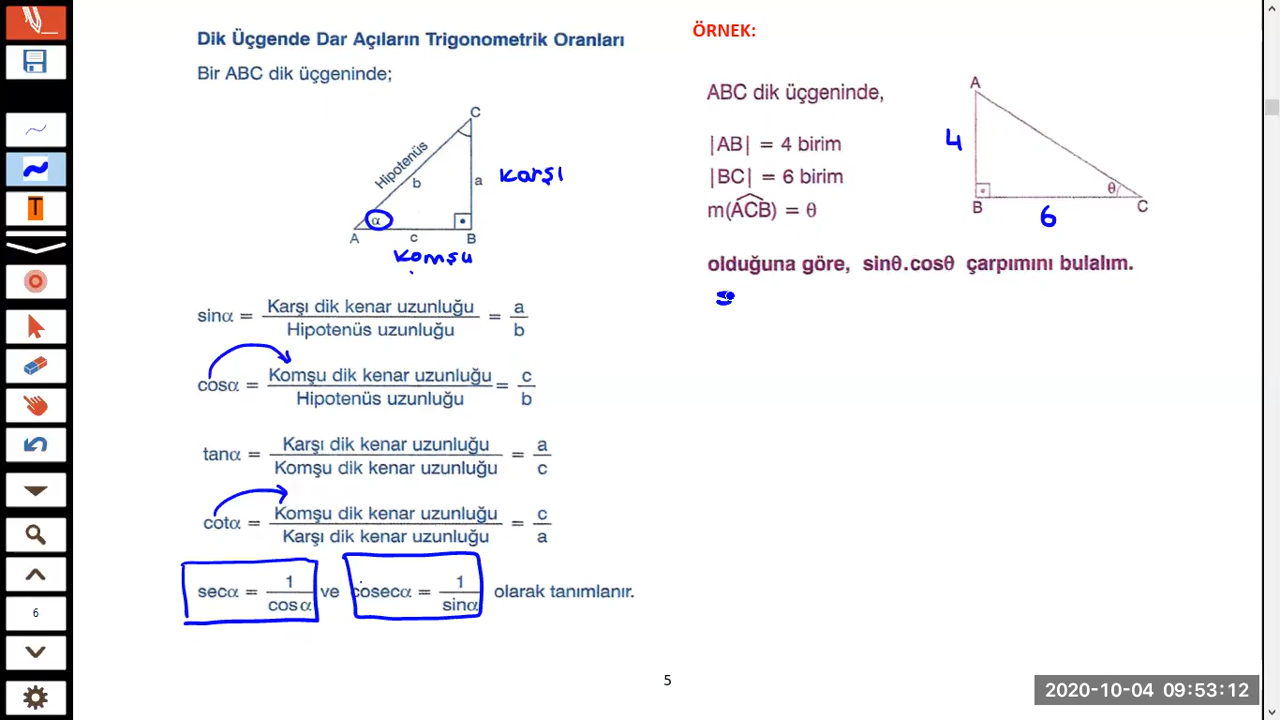 Dik Üçgende Dar Açıların Trigonometrik Oranları
Bir ABC dik üçgeninde;
C
Hipotenüs
b
a
karşı
α
A
c
B
komşu
sinα = Karşı dik kenar uzunluğu / Hipotenüs uzunluğu = a / b
cosα = Komşu dik kenar uzunluğu / Hipotenüs uzunluğu = c / b
tanα = Karşı dik kenar uzunluğu / Komşu dik kenar uzunluğu = a / c
cotα = Komşu dik kenar uzunluğu / Karşı dik kenar uzunluğu = c / a
secα = 1 / cosα ve cosecα = 1 / sinα olarak tanımlanır.
ÖRNEK:
ABC dik üçgeninde,
|AB| = 4 birim
|BC| = 6 birim
m(ACB) = θ
A
4
θ
B
C
6
olduğuna göre, sinθ.cosθ çarpımını bulalım.
T
6
5
2020-10-04 09:53:12